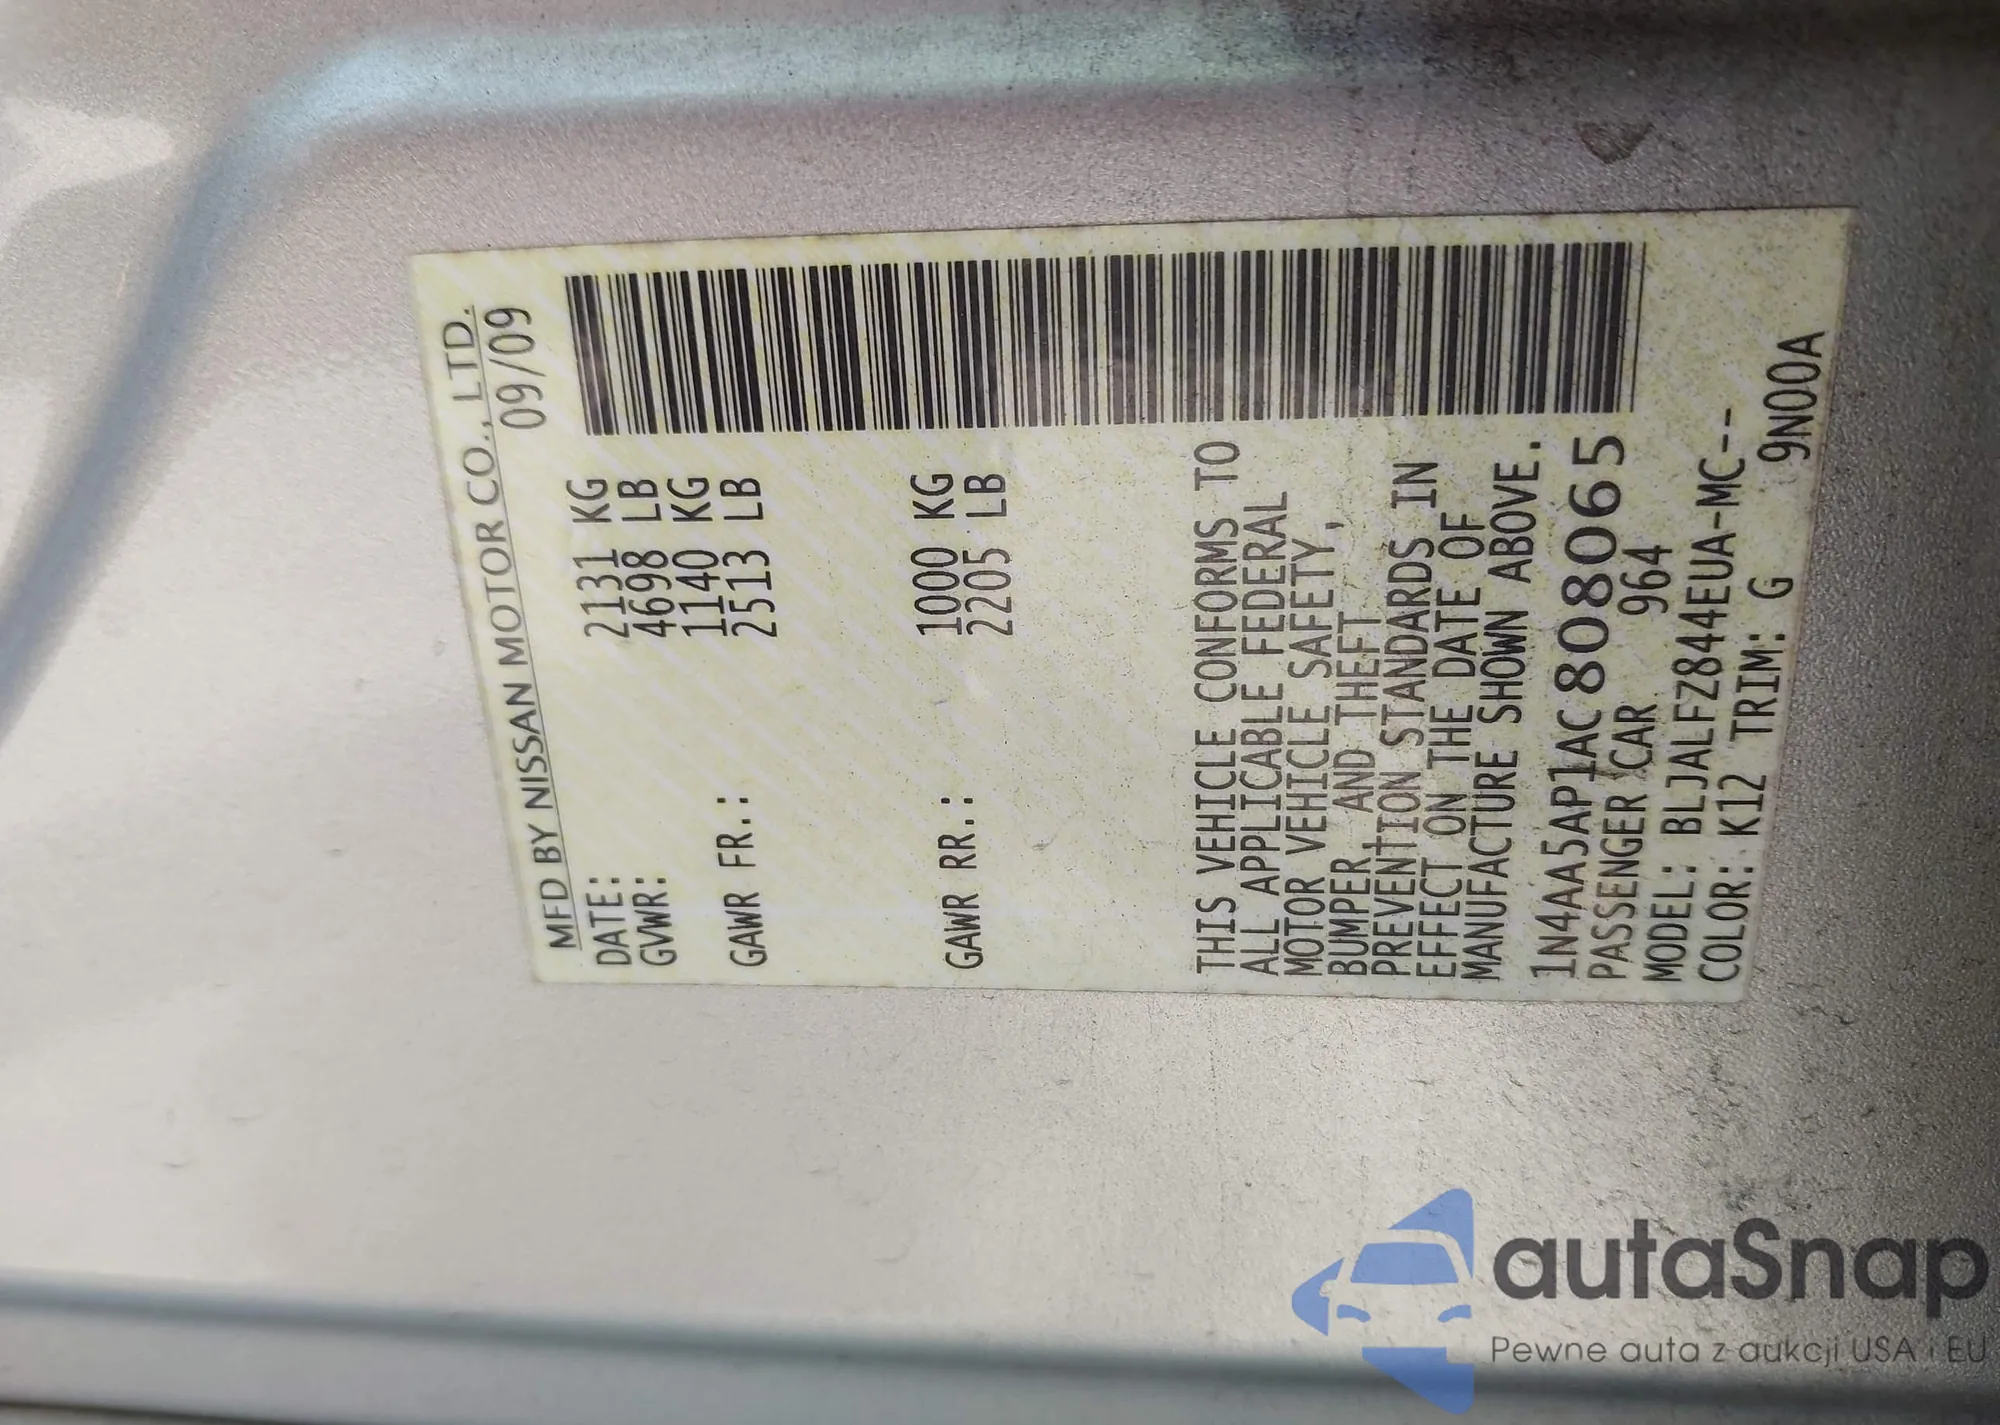 MFD BY NISSAN MOTOR CO., LTD.
DATE: 09/09
GVWR: 2131 KG
4698 LB
GAWR FR.: 1140 KG
2513 LB
GAWR RR.: 1000 KG
2205 LB
THIS VEHICLE CONFORMS TO
ALL APPLICABLE FEDERAL
MOTOR VEHICLE SAFETY,
BUMPER, AND THEFT
PREVENTION STANDARDS IN
EFFECT ON THE DATE OF
MANUFACTURE SHOWN ABOVE.
1N4AA5AP1AC808065
PASSENGER CAR 964
MODEL: BLJALFZ844EUA-MC--
COLOR: K12 TRIM: G 9N00A
autaSnap
Pewne auta z aukcji USA i EU